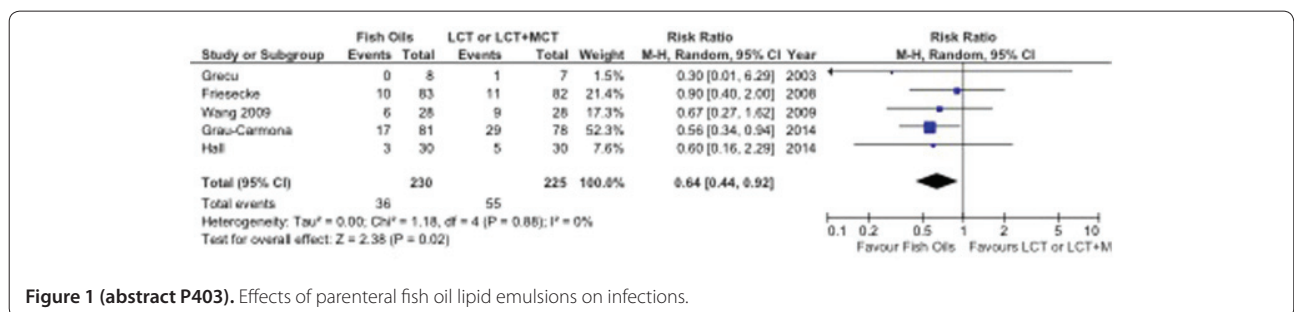 Fish Oils LCT or LCT+MCT Risk Ratio Risk Ratio
Study or Subgroup Events Total Events Total Weight M-H, Random, 95% CI Year M-H, Random, 95% CI
Grecu 0 8 1 7 1.5% 0.30 [0.01, 6.29] 2003
Friesecke 10 83 11 82 21.4% 0.90 [0.40, 2.00] 2008
Wang 2009 6 28 9 28 17.3% 0.67 [0.27, 1.62] 2009
Grau-Carmona 17 81 29 78 52.3% 0.56 [0.34, 0.94] 2014
Hall 3 30 5 30 7.6% 0.60 [0.16, 2.29] 2014
Total (95% CI) 230 225 100.0% 0.64 [0.44, 0.92]
Total events 36 55
Heterogeneity: Tau² = 0.00; Chi² = 1.18, df = 4 (P = 0.88); I² = 0%
Test for overall effect: Z = 2.38 (P = 0.02)
0.1 0.2 0.5 1 2 5 10
Favour Fish Oils Favours LCT or LCT+M
Figure 1 (abstract P403). Effects of parenteral fish oil lipid emulsions on infections.